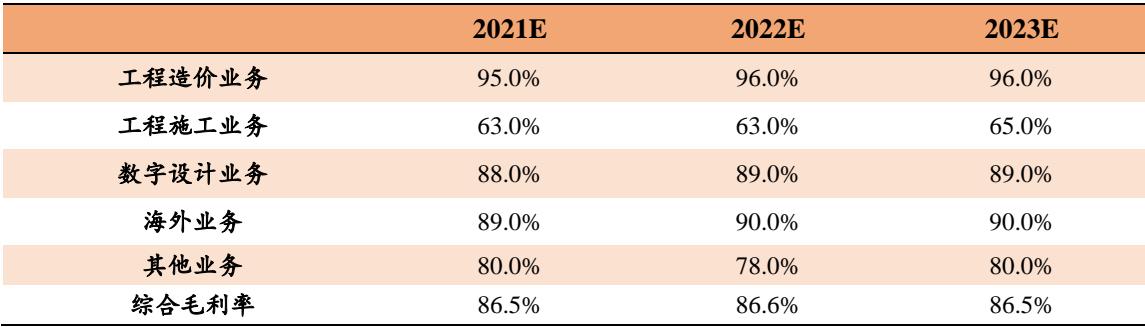 2021E 2022E 2023E
工程造价业务 95.0% 96.0% 96.0%
工程施工业务 63.0% 63.0% 65.0%
数字设计业务 88.0% 89.0% 89.0%
海外业务 89.0% 90.0% 90.0%
其他业务 80.0% 78.0% 80.0%
综合毛利率 86.5% 86.6% 86.5%